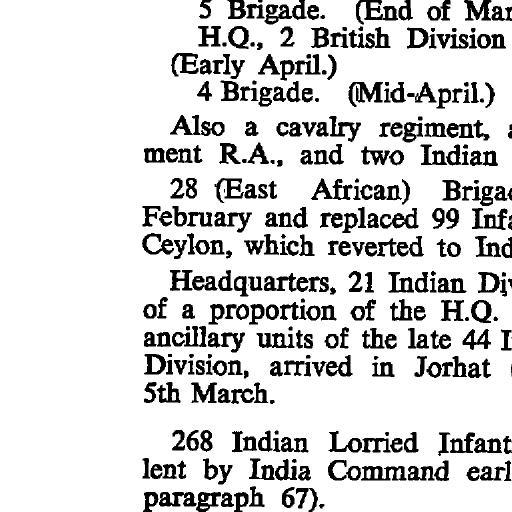 5 Brigade. (End of Mar
H.Q., 2 British Division
(Early April.)
4 Brigade. (Mid-April.)
Also a cavalry regiment,
ment R.A., and two Indian
28 (East African) Briga
February and replaced 99 Inf
Ceylon, which reverted to Ind
Headquarters, 21 Indian Div
of a proportion of the H.Q.
ancillary units of the late 44 I
Division, arrived in Jorhat
5th March.
268 Indian Lorried Infant
lent by India Command earl
paragraph 67).